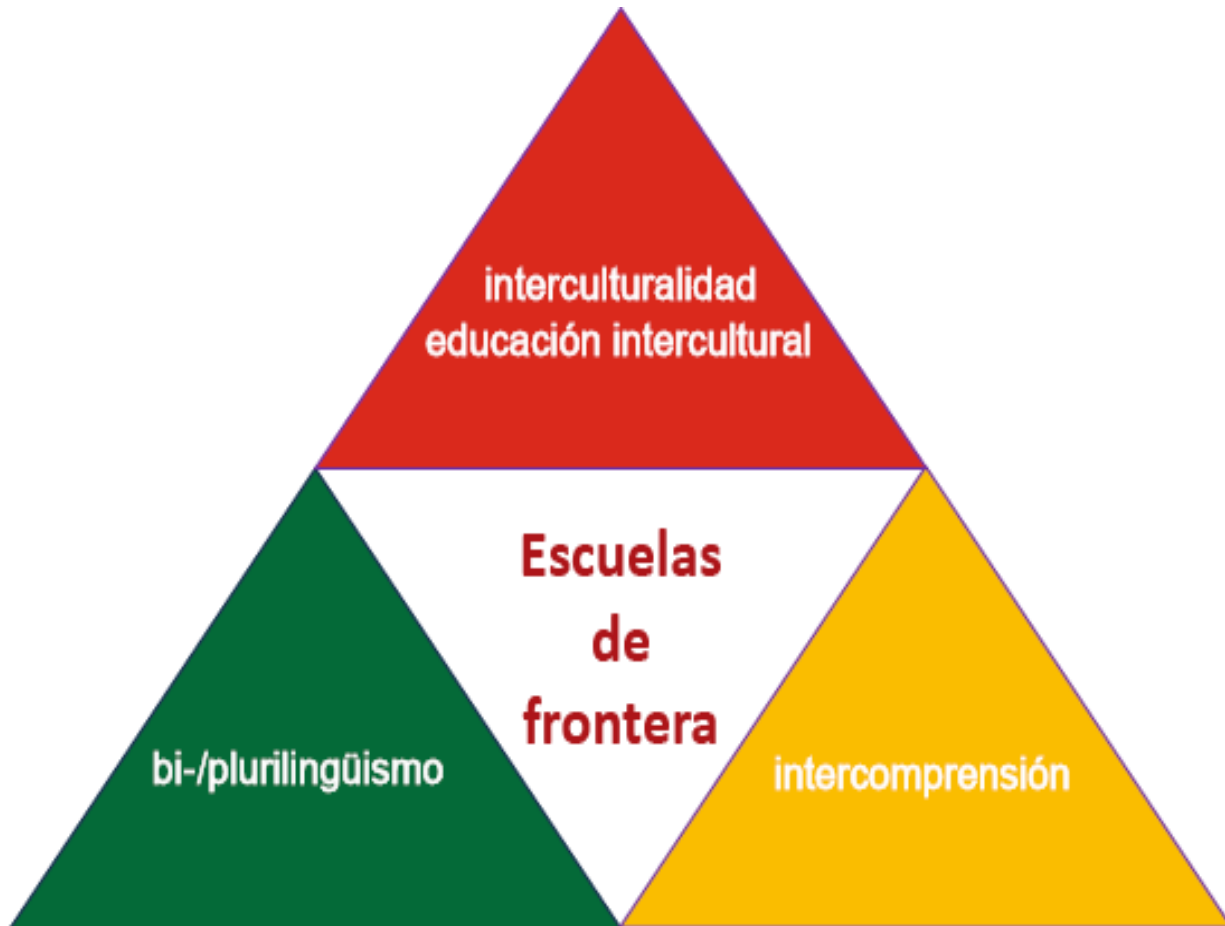 interculturalidad
educación intercultural
Escuelas
de
frontera
bi-/plurilingüismo
intercomprensión